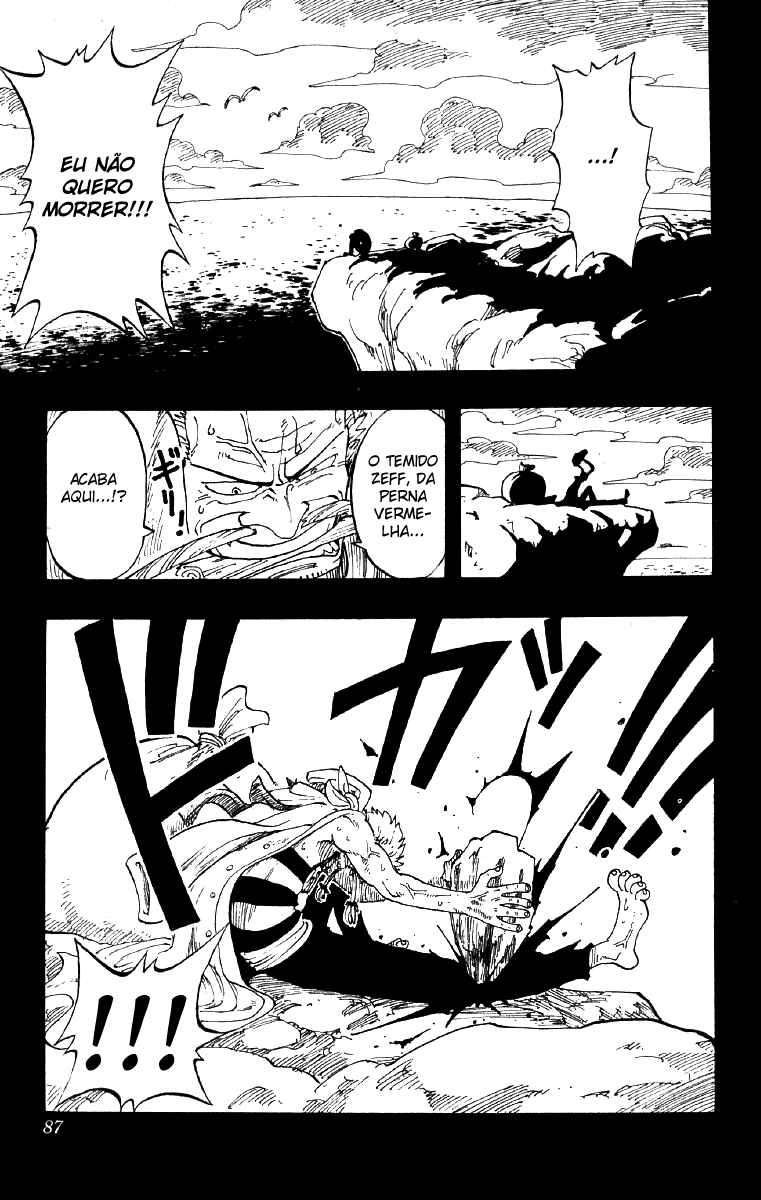 ...!
EU NÃO
QUERO
MORRER!!!
O TEMIDO
ZEFF, DA
PERNA
VERME-
LHA...
ギリ!
ACABA
AQUI...!?
ドガッ!!
!!!
87